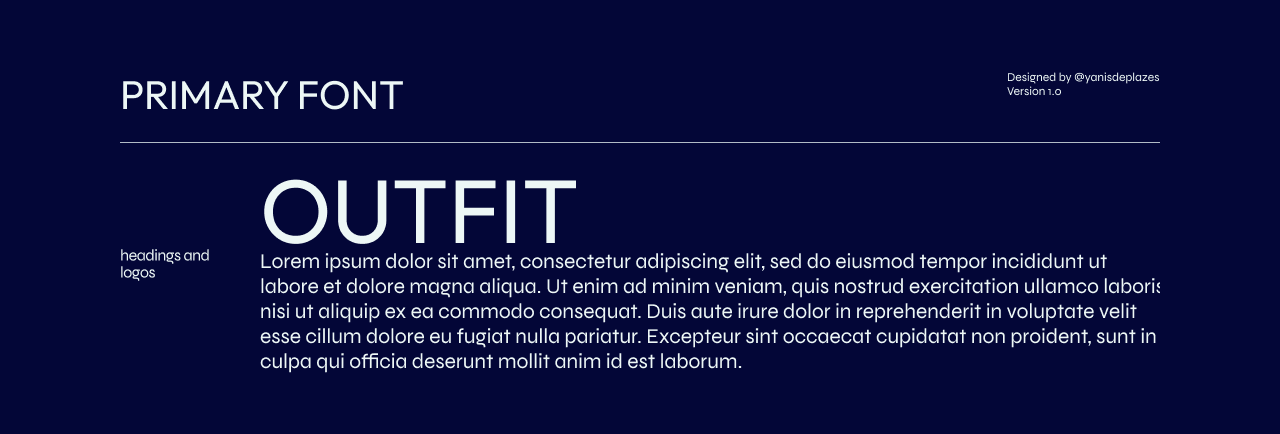 PRIMARY FONT
Designed by @yanisdeplazes
Version 1.0
OUTFIT
headings and
logos
Lorem ipsum dolor sit amet, consectetur adipiscing elit, sed do eiusmod tempor incididunt ut
labore et dolore magna aliqua. Ut enim ad minim veniam, quis nostrud exercitation ullamco laboris
nisi ut aliquip ex ea commodo consequat. Duis aute irure dolor in reprehenderit in voluptate velit
esse cillum dolore eu fugiat nulla pariatur. Excepteur sint occaecat cupidatat non proident, sunt in
culpa qui officia deserunt mollit anim id est laborum.